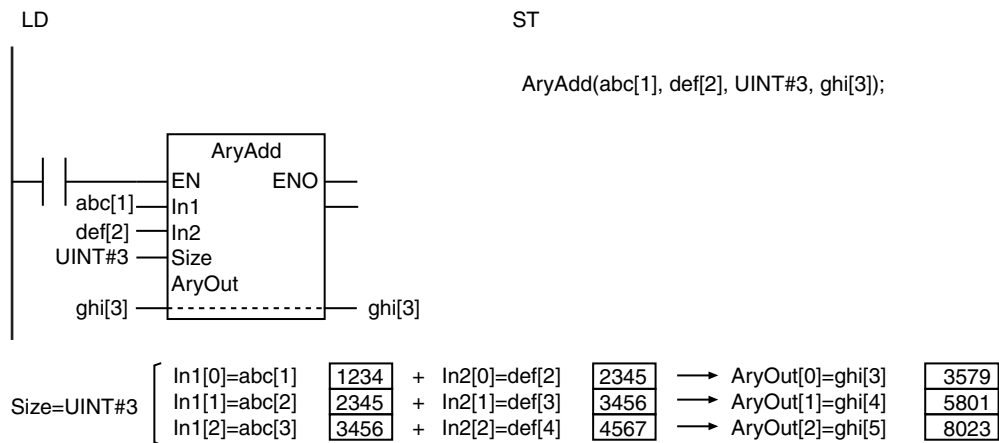 LD
ST
AryAdd(abc[1], def[2], UINT#3, ghi[3]);
AryAdd
EN ENO
abc[1] In1
def[2] In2
UINT#3 Size
AryOut
ghi[3] ghi[3]
In1[0]=abc[1] 1234 + In2[0]=def[2] 2345 → AryOut[0]=ghi[3] 3579
Size=UINT#3 In1[1]=abc[2] 2345 + In2[1]=def[3] 3456 → AryOut[1]=ghi[4] 5801
In1[2]=abc[3] 3456 + In2[2]=def[4] 4567 → AryOut[2]=ghi[5] 8023